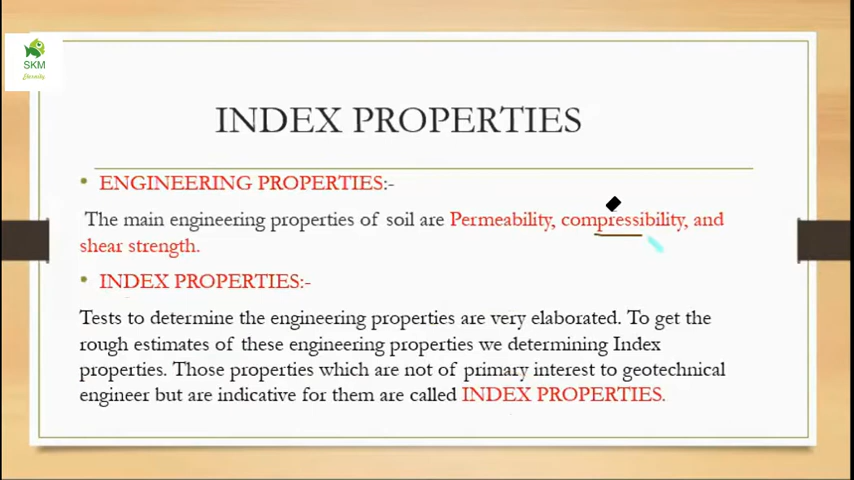 SKM
INDEX PROPERTIES
• ENGINEERING PROPERTIES:-
The main engineering properties of soil are Permeability, compressibility, and
shear strength.
• INDEX PROPERTIES:-
Tests to determine the engineering properties are very elaborated. To get the
rough estimates of these engineering properties we determining Index
properties. Those properties which are not of primary interest to geotechnical
engineer but are indicative for them are called INDEX PROPERTIES.